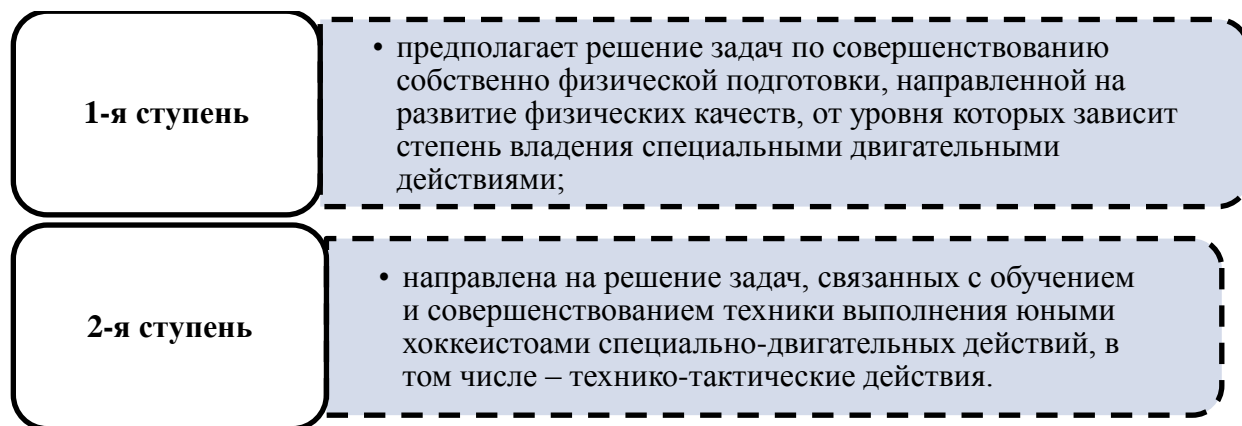 1-я ступень
• предполагает решение задач по совершенствованию
собственно физической подготовки, направленной на
развитие физических качеств, от уровня которых зависит
степень владения специальными двигательными
действиями;
2-я ступень
• направлена на решение задач, связанных с обучением
и совершенствованием техники выполнения юными
хоккеистоами специально-двигательных действий, в
том числе – технико-тактические действия.